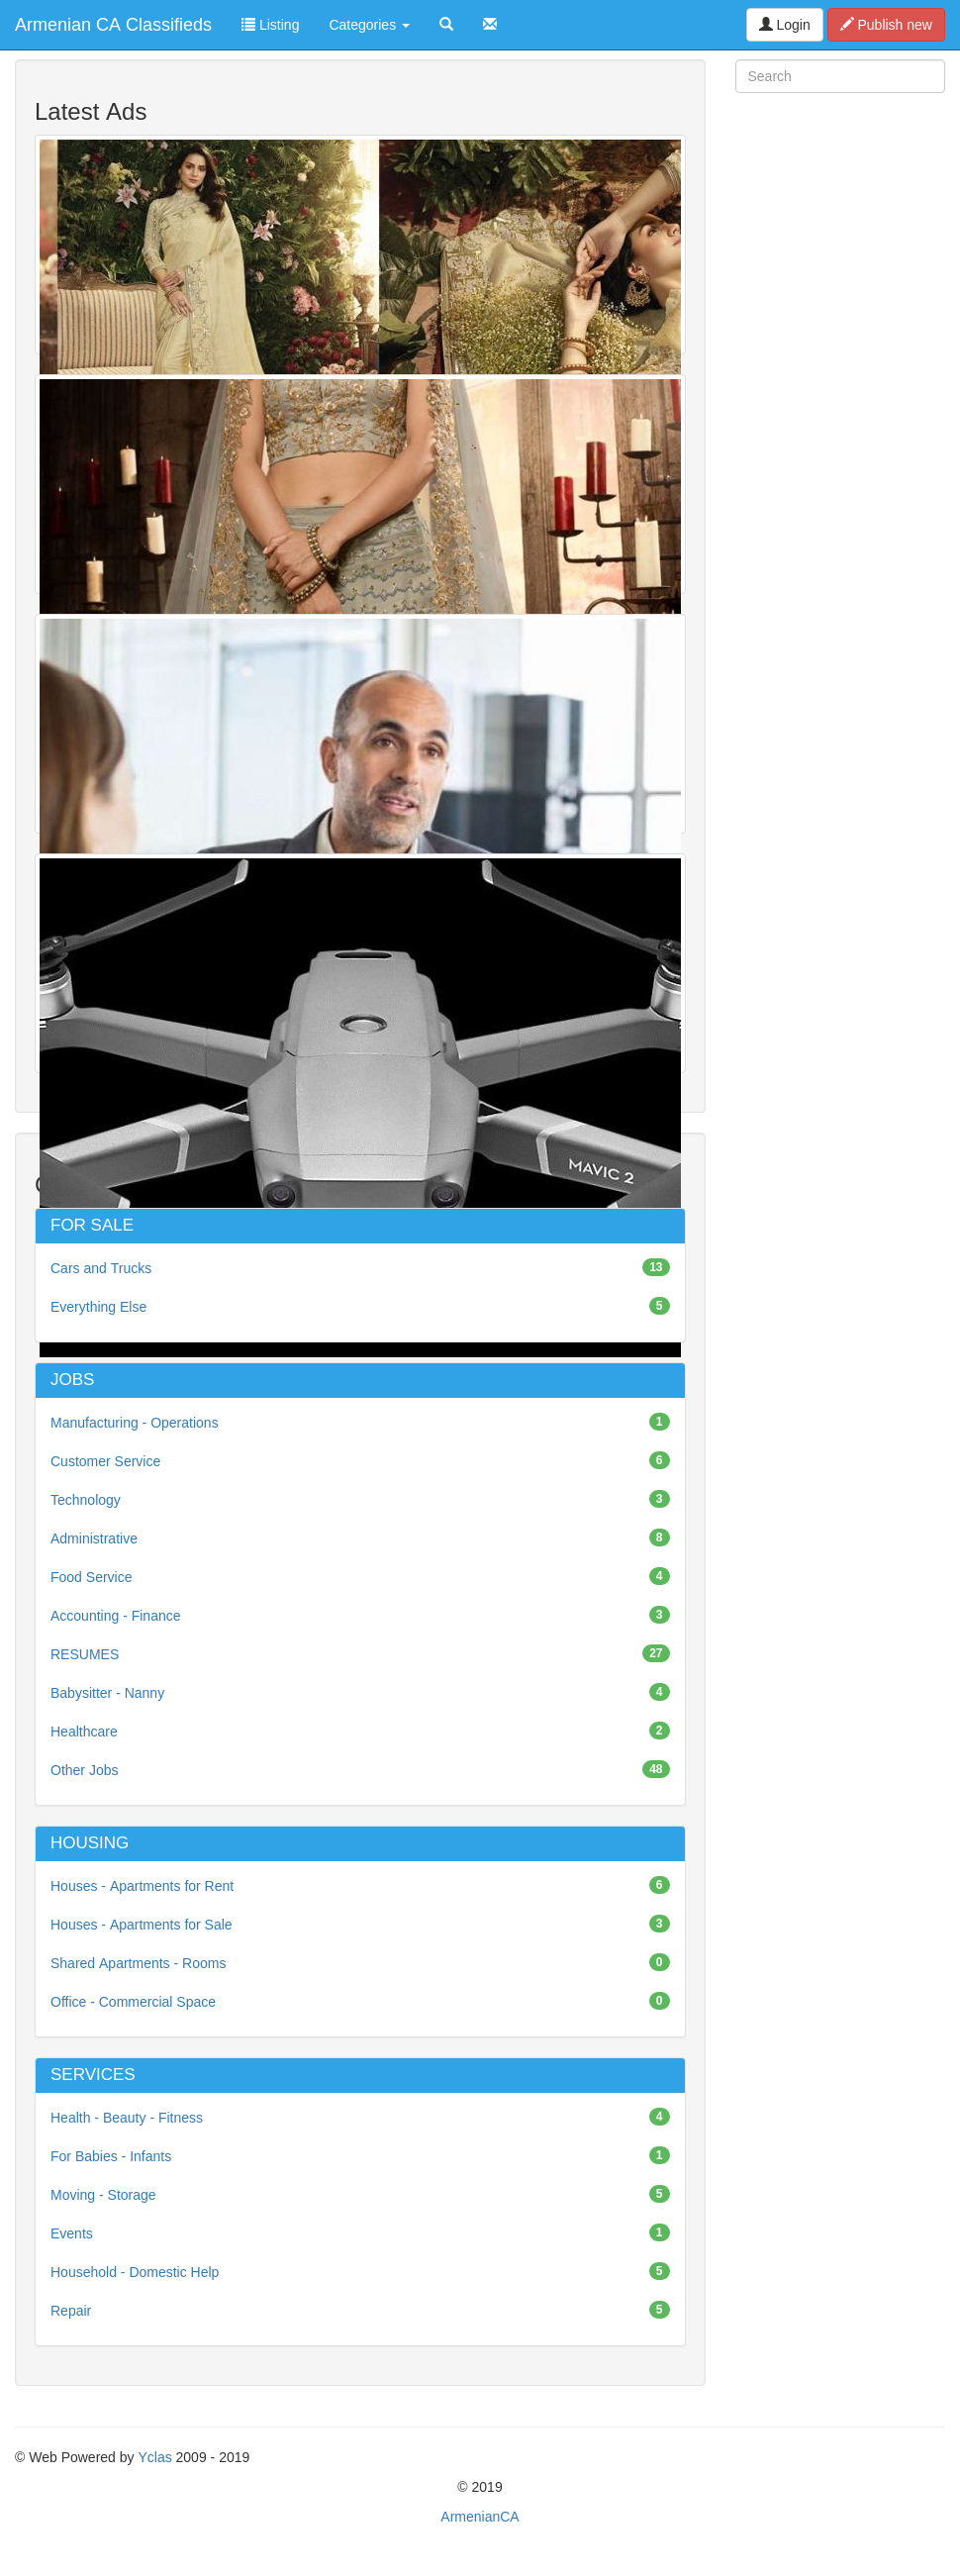 Armenian CA Classifieds Listing Categories Login Publish new
Search
Latest Ads
MAVIC 2
FOR SALE
Cars and Trucks 13
Everything Else 5
JOBS
Manufacturing - Operations 1
Customer Service 6
Technology 3
Administrative 8
Food Service 4
Accounting - Finance 3
RESUMES 27
Babysitter - Nanny 4
Healthcare 2
Other Jobs 48
HOUSING
Houses - Apartments for Rent 6
Houses - Apartments for Sale 3
Shared Apartments - Rooms 0
Office - Commercial Space 0
SERVICES
Health - Beauty - Fitness 4
For Babies - Infants 1
Moving - Storage 5
Events 1
Household - Domestic Help 5
Repair 5
© Web Powered by Yclas 2009 - 2019
© 2019
ArmenianCA